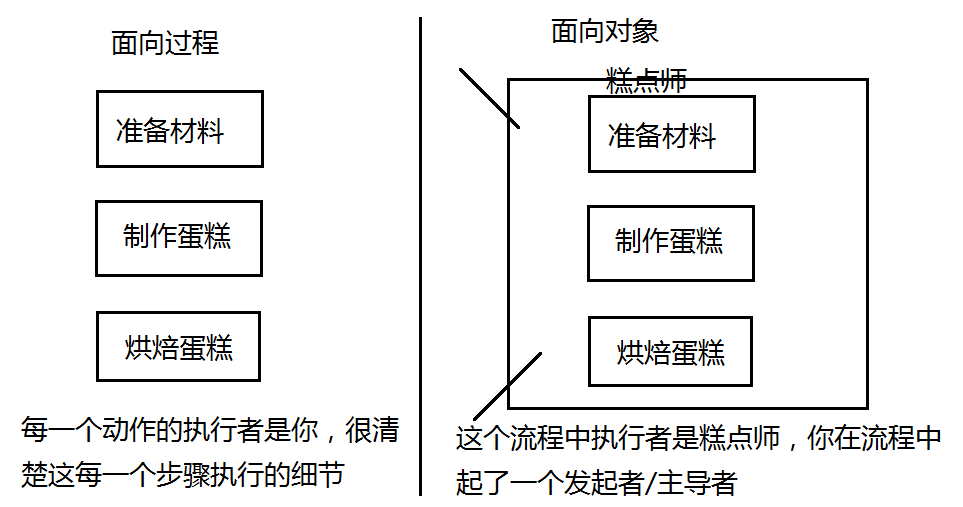 面向过程
准备材料
制作蛋糕
烘焙蛋糕
每一个动作的执行者是你，很清
楚这每一个步骤执行的细节
面向对象
糕点师
准备材料
制作蛋糕
烘焙蛋糕
这个流程中执行者是糕点师，你在流程中
起了一个发起者/主导者